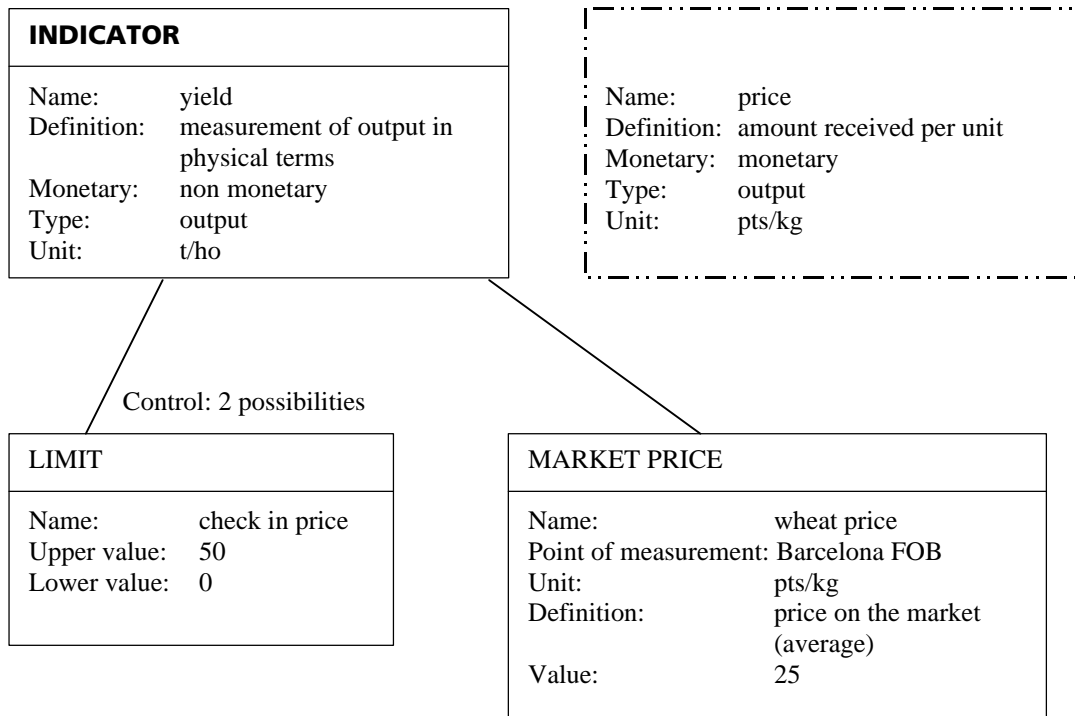 INDICATOR
Name: yield
Definition: measurement of output in
physical terms
Monetary: non monetary
Type: output
Unit: t/ho
Name: price
Definition: amount received per unit
Monetary: monetary
Type: output
Unit: pts/kg
Control: 2 possibilities
LIMIT
Name: check in price
Upper value: 50
Lower value: 0
MARKET PRICE
Name: wheat price
Point of measurement: Barcelona FOB
Unit: pts/kg
Definition: price on the market
(average)
Value: 25